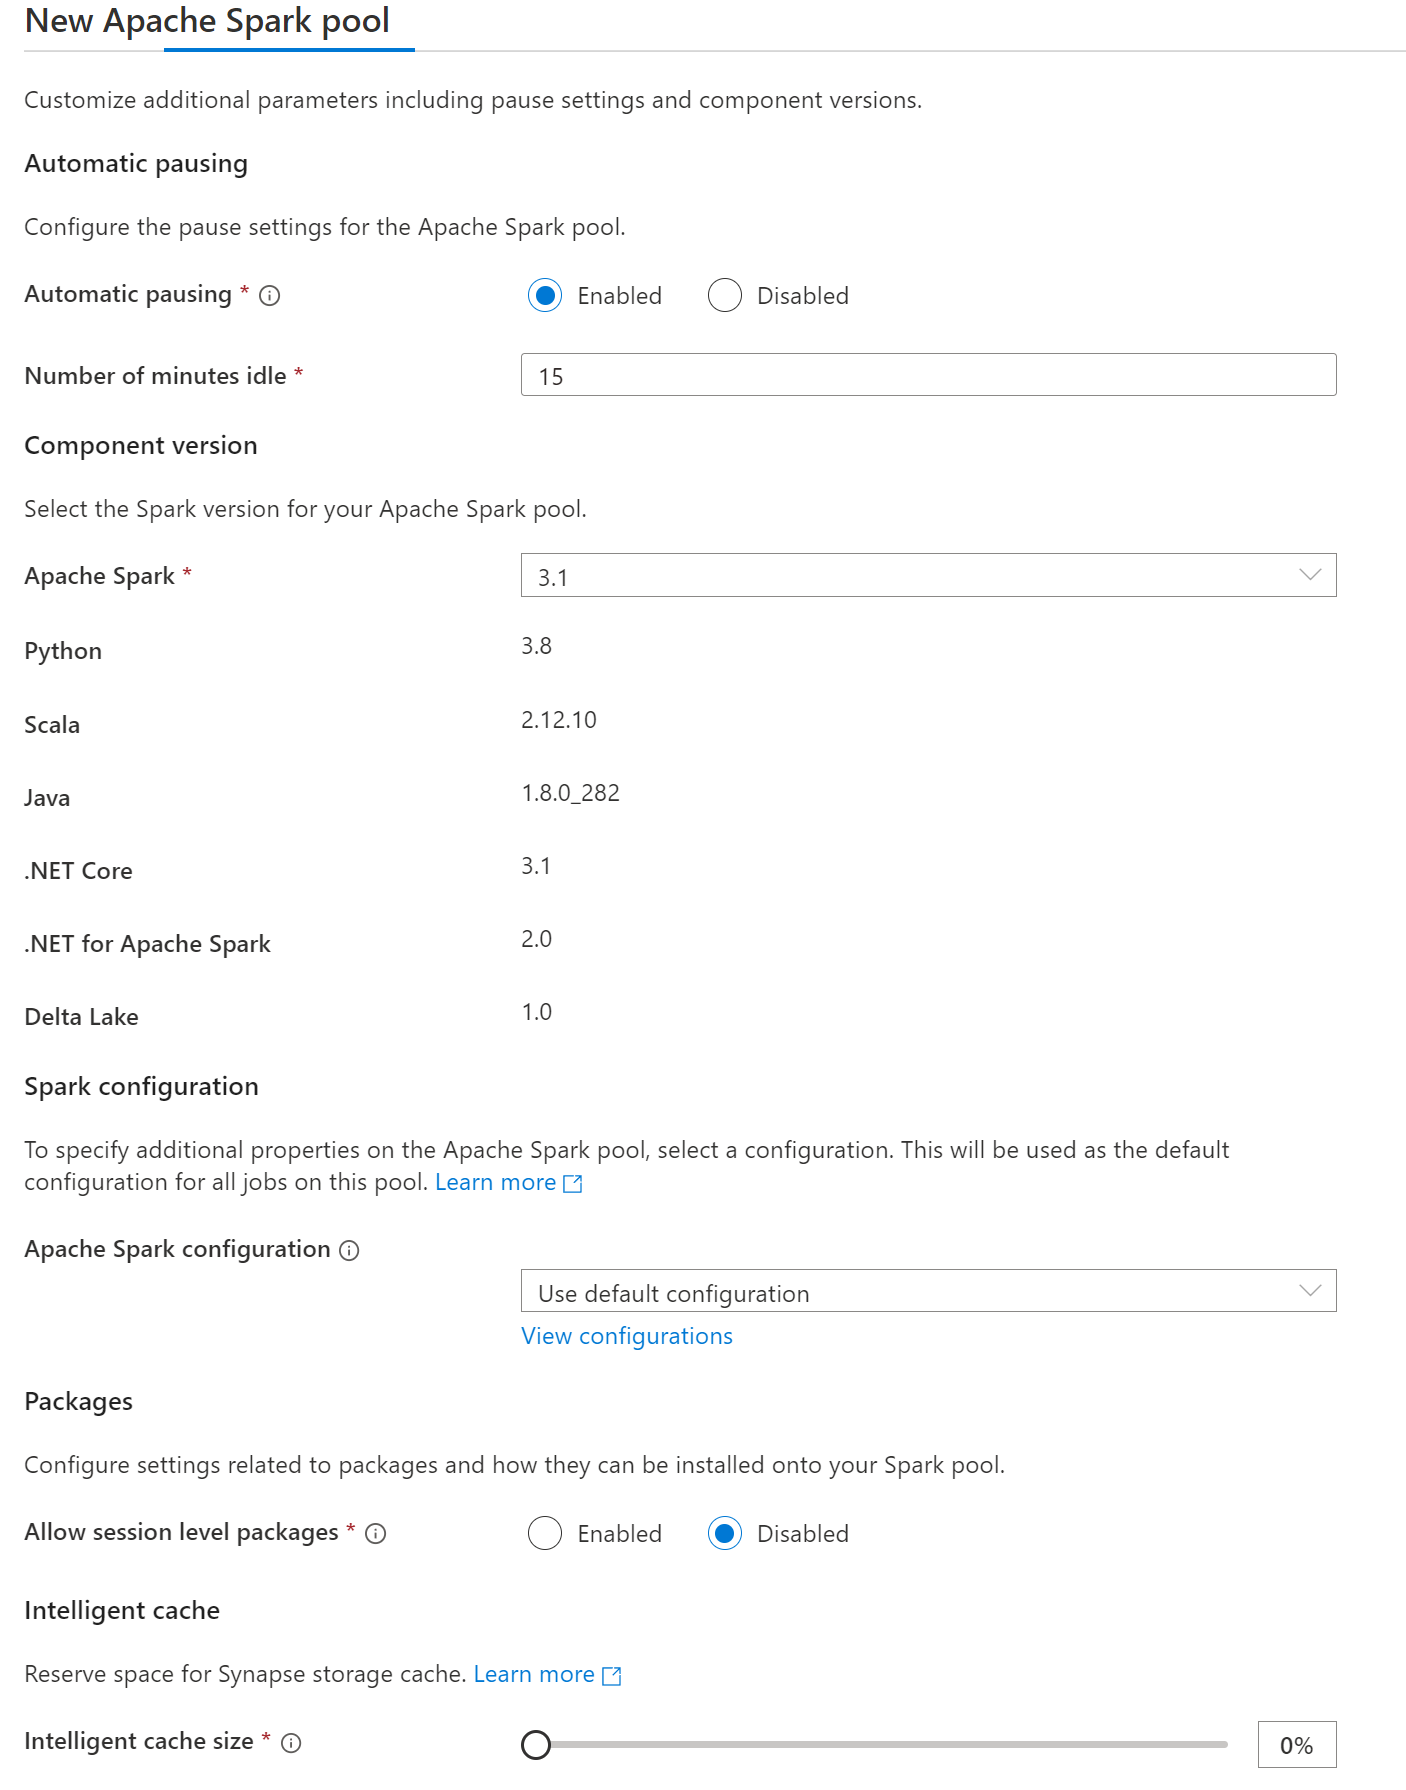 New Apache Spark pool
Customize additional parameters including pause settings and component versions.
Automatic pausing
Configure the pause settings for the Apache Spark pool.
Automatic pausing * Enabled Disabled
Number of minutes idle * 15
Component version
Select the Spark version for your Apache Spark pool.
Apache Spark * 3.1
Python 3.8
Scala 2.12.10
Java 1.8.0_282
.NET Core 3.1
.NET for Apache Spark 2.0
Delta Lake 1.0
Spark configuration
To specify additional properties on the Apache Spark pool, select a configuration. This will be used as the default
configuration for all jobs on this pool. Learn more
Apache Spark configuration
Use default configuration
View configurations
Packages
Configure settings related to packages and how they can be installed onto your Spark pool.
Allow session level packages * Enabled Disabled
Intelligent cache
Reserve space for Synapse storage cache. Learn more
Intelligent cache size * 0%